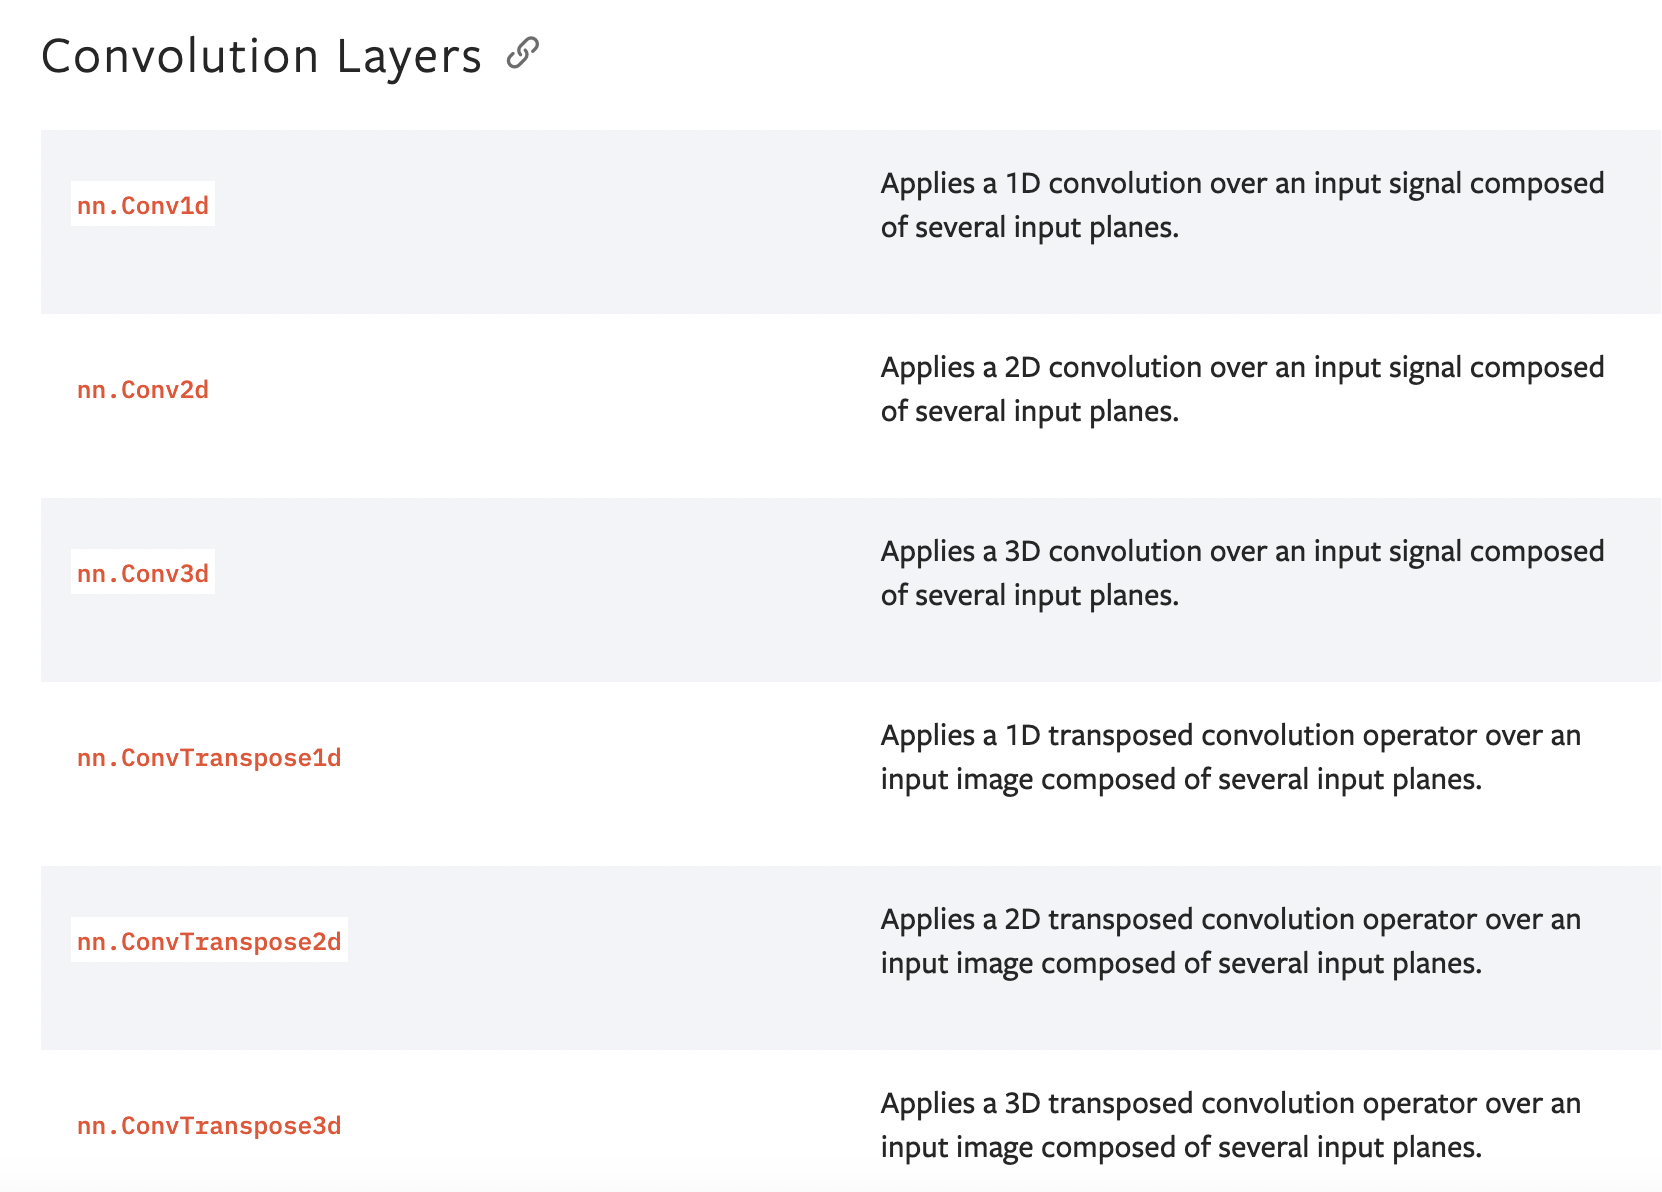 Convolution Layers
nn.Conv1d
Applies a 1D convolution over an input signal composed
of several input planes.
nn.Conv2d
Applies a 2D convolution over an input signal composed
of several input planes.
nn.Conv3d
Applies a 3D convolution over an input signal composed
of several input planes.
nn.ConvTranspose1d
Applies a 1D transposed convolution operator over an
input image composed of several input planes.
nn.ConvTranspose2d
Applies a 2D transposed convolution operator over an
input image composed of several input planes.
nn.ConvTranspose3d
Applies a 3D transposed convolution operator over an
input image composed of several input planes.